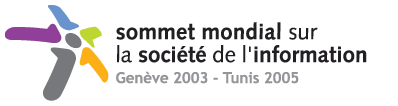 sommet mondial sur
la société de l'information
Genève 2003 - Tunis 2005